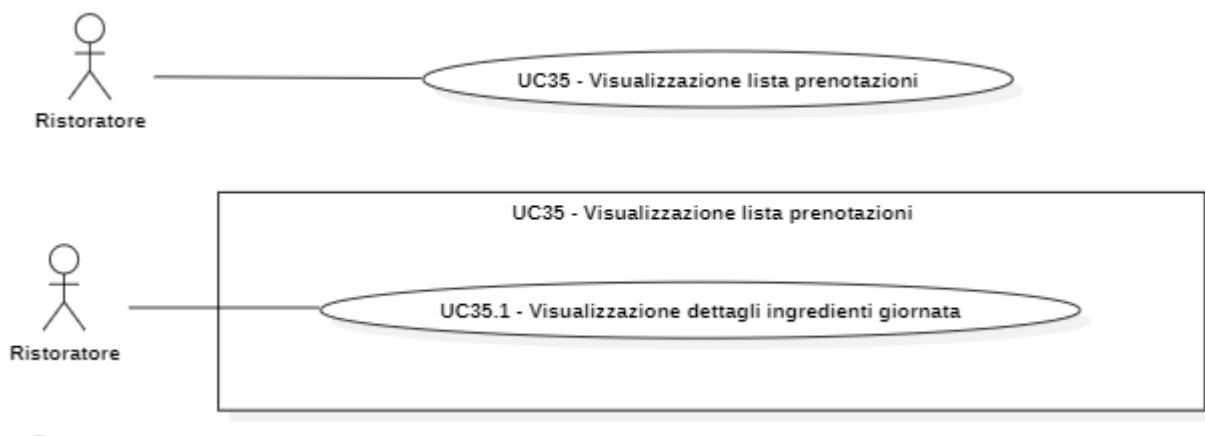 UC35 - Visualizzazione lista prenotazioni
Ristoratore
UC35 - Visualizzazione lista prenotazioni
UC35.1 - Visualizzazione dettagli ingredienti giornata
Ristoratore